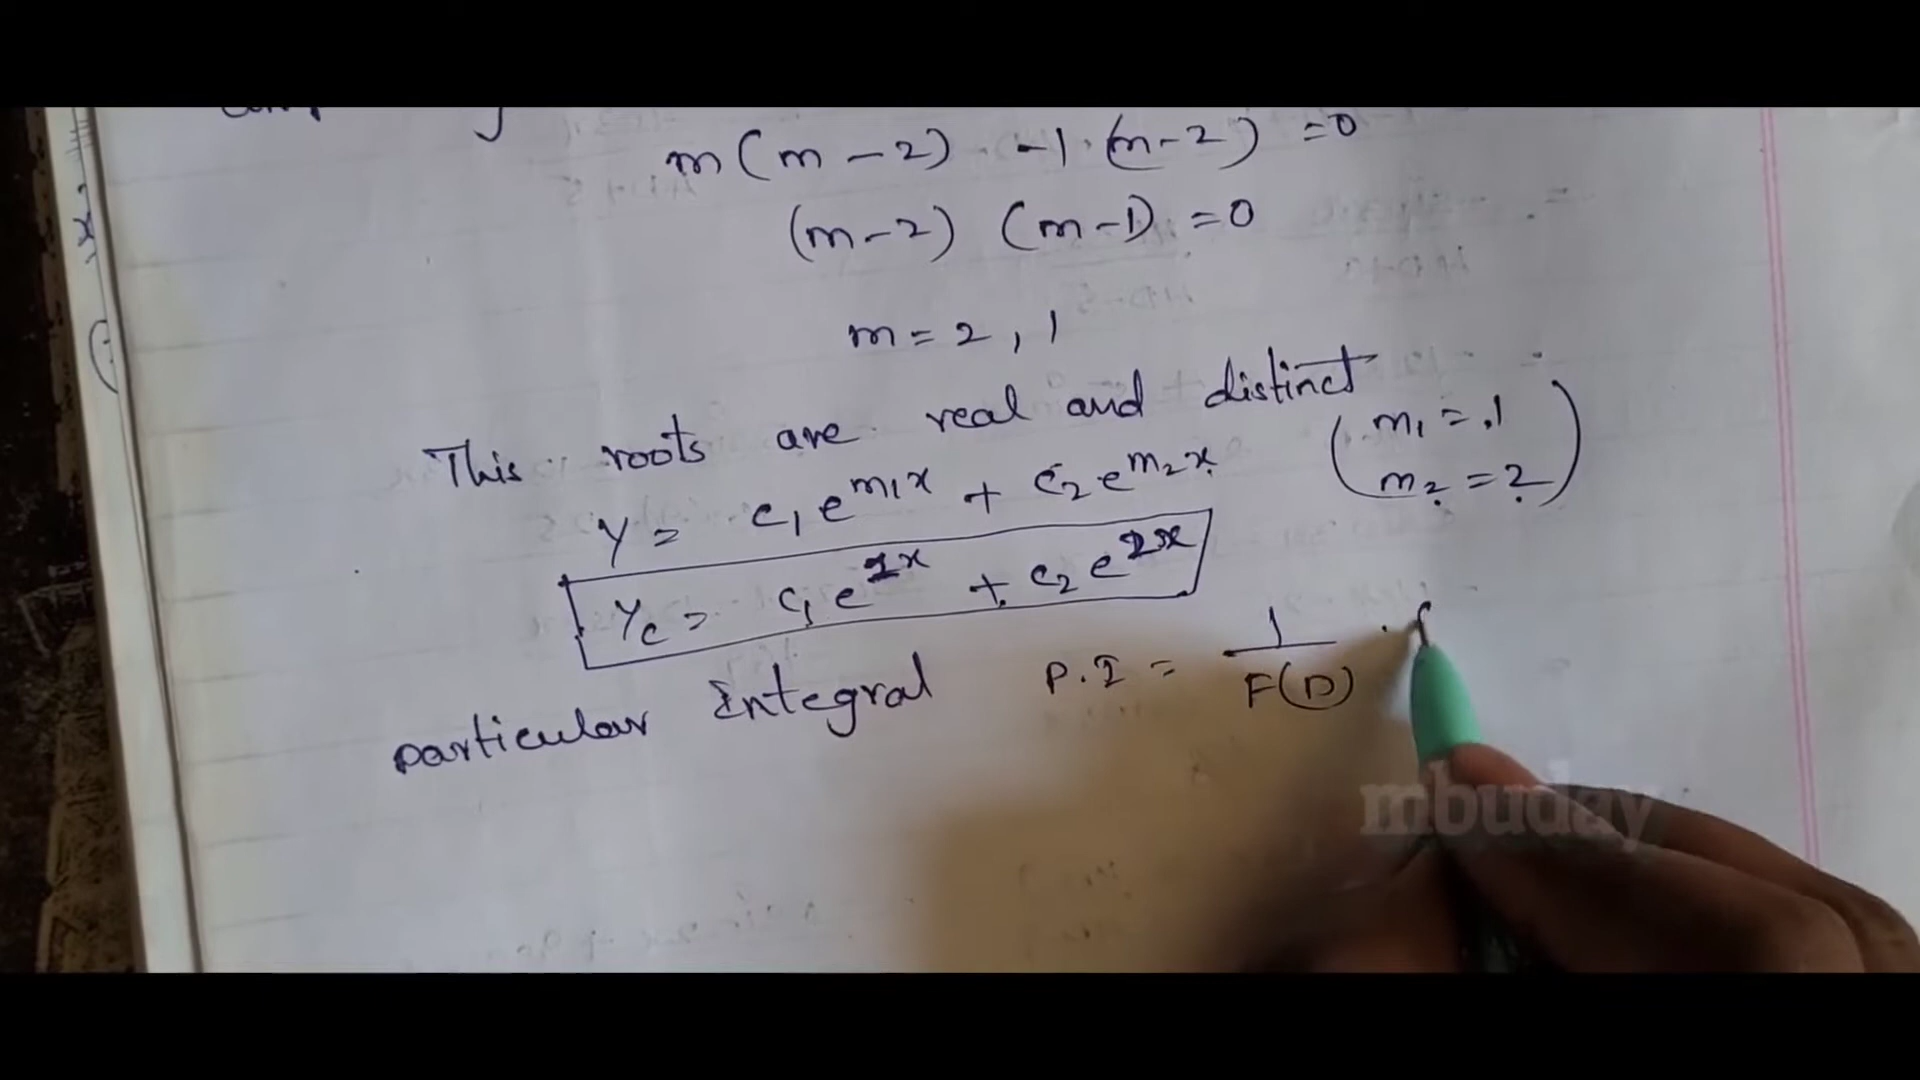 m(m-2) -1.(m-2) =0
(m-2) (m-1) =0
m = 2, 1
This roots are real and distinct
(m₁ = 1
m₂ = 2)
y = c₁e^m₁x + c₂e^m₂x
yc = c₁e^1x + c₂e^2x
particular Integral P.I = 1/F(D) .
mbuday